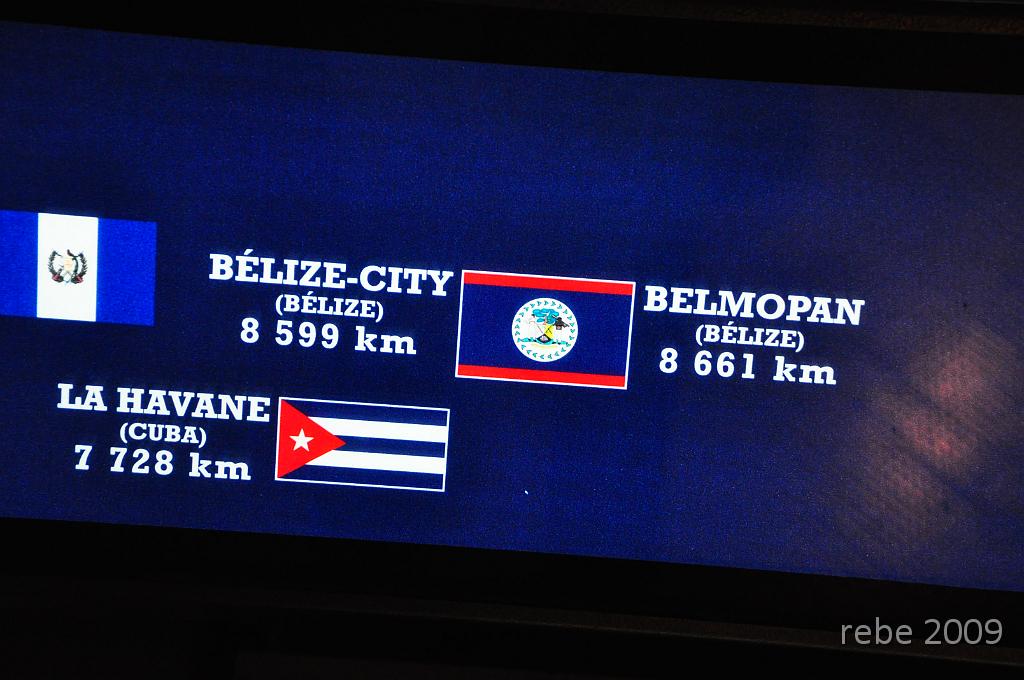 BÉLIZE-CITY
(BÉLIZE)
8 599 km
BELMOPAN
(BÉLIZE)
8 661 km
LA HAVANE
(CUBA)
7 728 km
rebe 2009